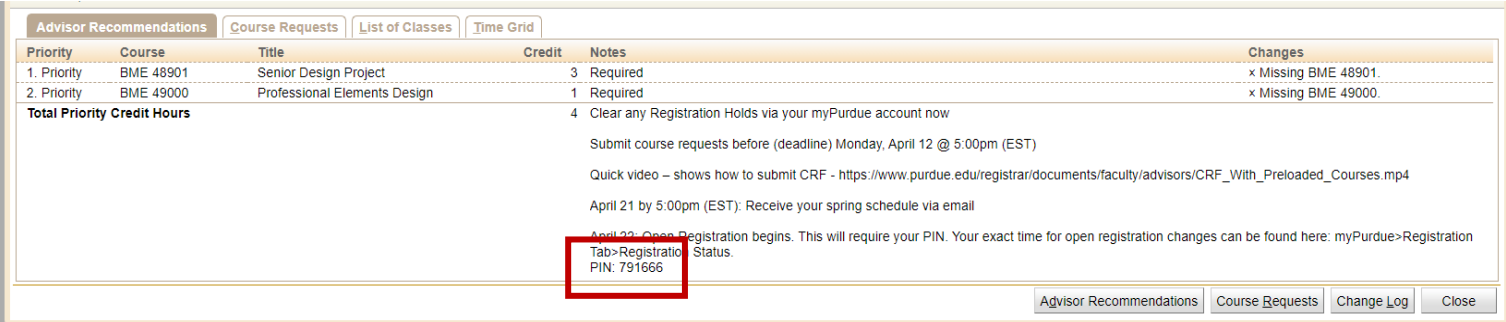 Advisor Recommendations Course Requests List of Classes Time Grid
Priority Course Title Credit Notes Changes
1. Priority BME 48901 Senior Design Project 3 Required × Missing BME 48901.
2. Priority BME 49000 Professional Elements Design 1 Required × Missing BME 49000.
Total Priority Credit Hours 4 Clear any Registration Holds via your myPurdue account now
Submit course requests before (deadline) Monday, April 12 @ 5:00pm (EST)
Quick video – shows how to submit CRF - https://www.purdue.edu/registrar/documents/faculty/advisors/CRF_With_Preloaded_Courses.mp4
April 21 by 5:00pm (EST): Receive your spring schedule via email
April 22: Open Registration begins. This will require your PIN. Your exact time for open registration changes can be found here: myPurdue>Registration
Tab>Registration Status.
PIN: 791666
Advisor Recommendations Course Requests Change Log Close